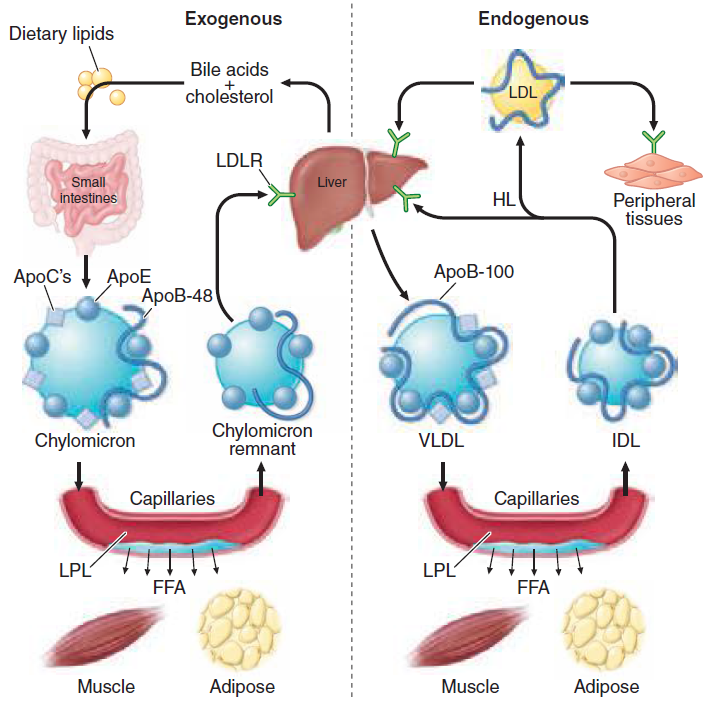 Exogenous
Endogenous
Dietary lipids
Bile acids
+
cholesterol
LDL
LDLR
Small
intestines
Liver
HL
Peripheral
tissues
ApoC's
ApoE
ApoB-48
ApoB-100
Chylomicron
Chylomicron
remnant
VLDL
IDL
Capillaries
Capillaries
LPL
FFA
LPL
FFA
Muscle
Adipose
Muscle
Adipose